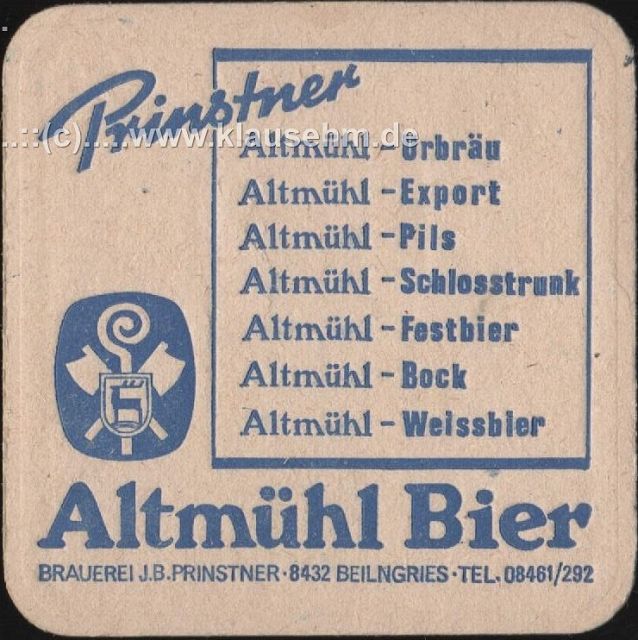 Prinstner
..::(c)....www.klausehm.de
Altmühl-Urbräu
Altmühl-Export
Altmühl-Pils
Altmühl-Schlosstrunk
Altmühl-Festbier
Altmühl-Bock
Altmühl-Weissbier
Altmühl Bier
BRAUEREI J.B.PRINSTNER·8432 BEILNGRIES·TEL. 08461/292